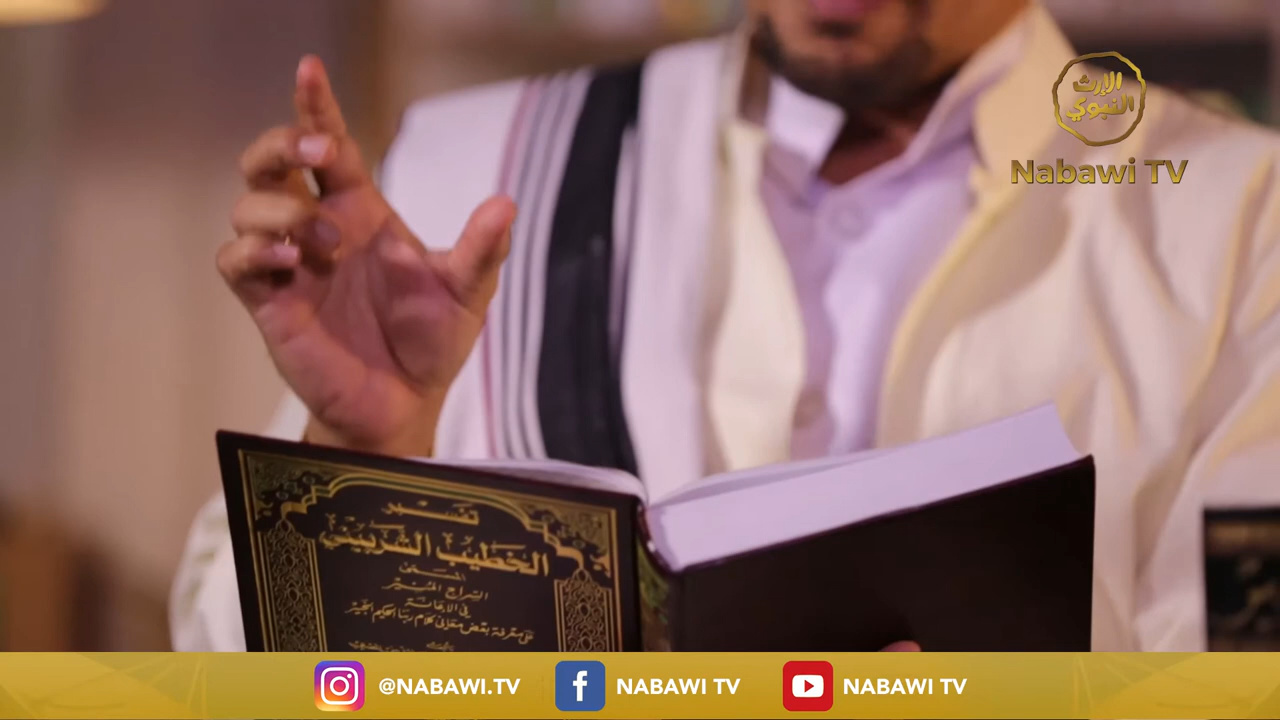 الإرث
النبوي
Nabawi TV
تفسير
الخطيب الشربيني
المسمى
السراج المنير
في الإعانة
على معرفة بعض معاني كلام ربنا الحكيم الخبير
@NABAWI.TV
NABAWI TV
NABAWI TV